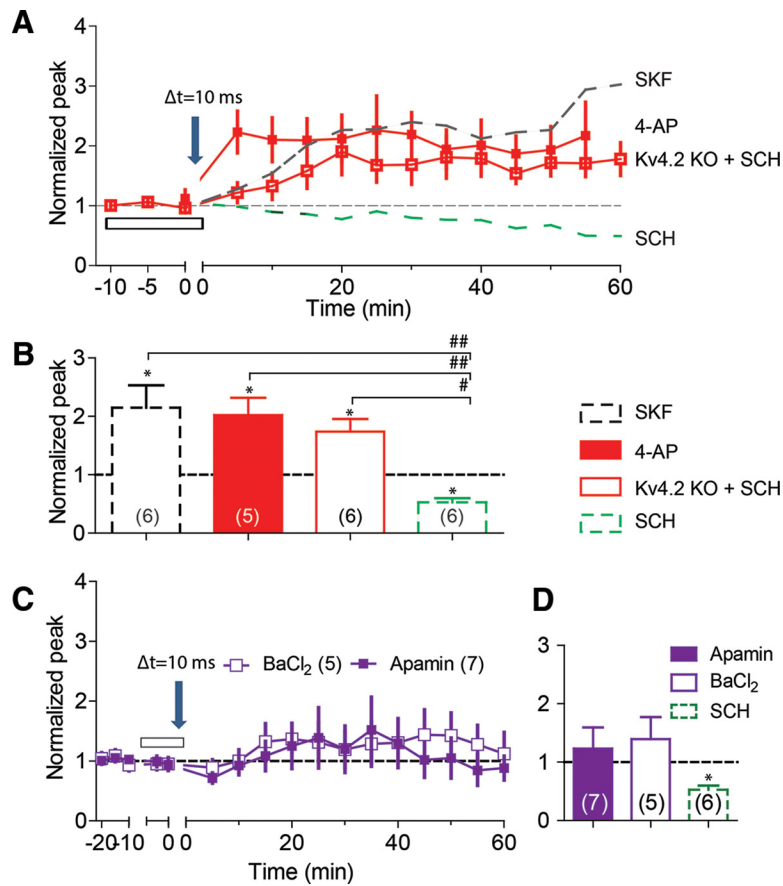 A
Normalized peak
4
3
2
1
0
Δt=10 ms
SKF
4-AP
Kv4.2 KO + SCH
SCH
-10 -5 0 0 20 40 60
Time (min)
B
Normalized peak
3
2
1
0
##
##
#
* * * *
(6) (5) (6) (6)
SKF
4-AP
Kv4.2 KO + SCH
SCH
C
Normalized peak
4
3
2
1
0
Δt=10 ms
BaCl2 (5) Apamin (7)
-20 -10 0 0 20 40 60
Time (min)
D
3
2
1
0
Apamin
BaCl2
SCH
*
(7) (5) (6)